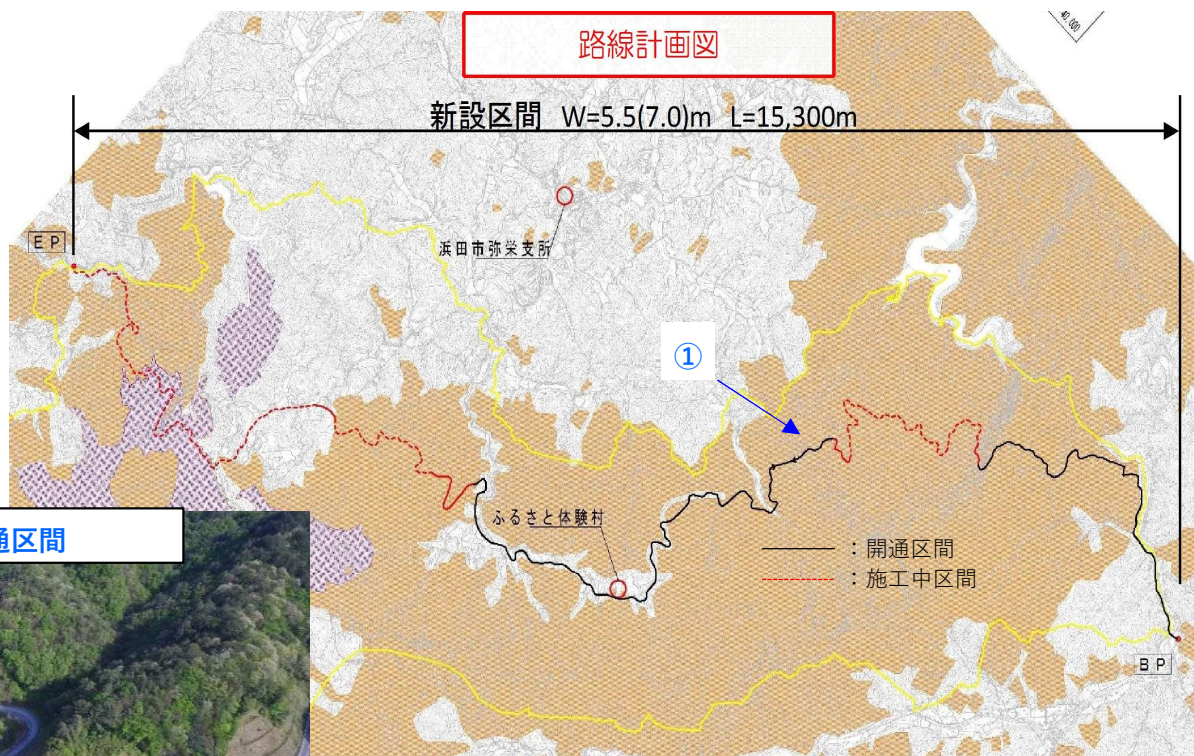 路線計画図
40,000
新設区間 W=5.5(7.0)m L=15,300m
EP
浜田市弥栄支所
①
ふるさと体験村
：開通区間
：施工中区間
通区間
BP